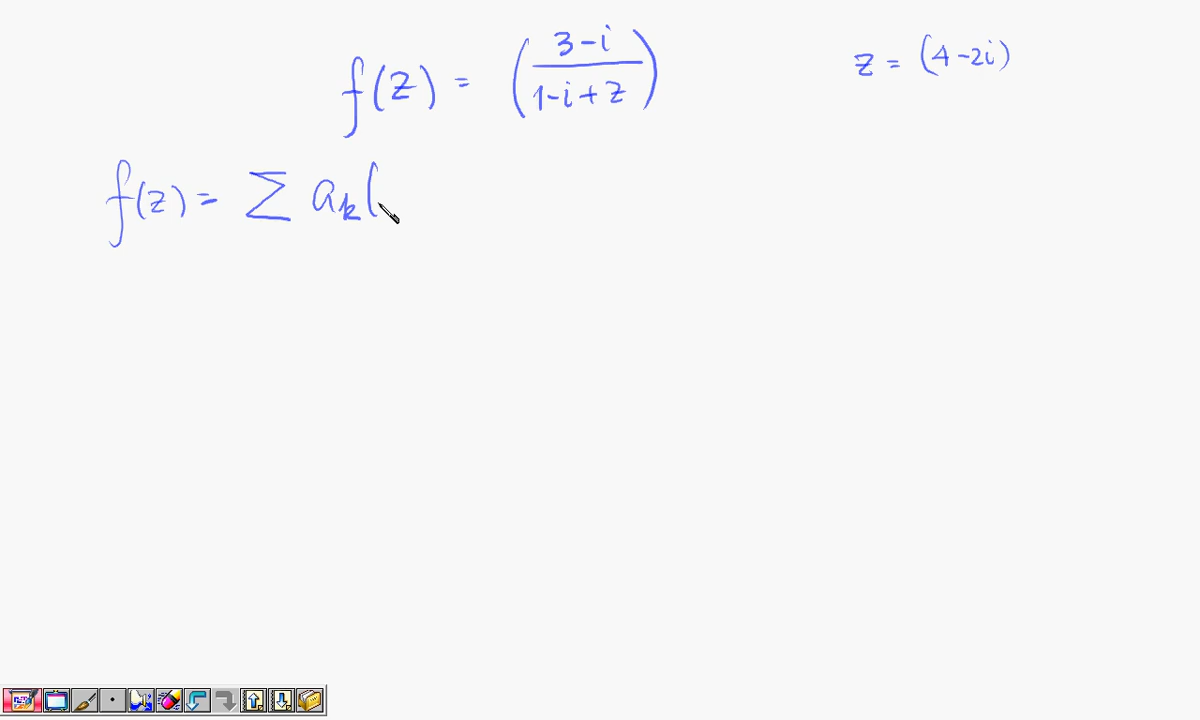 f(z) = (3-i / 1-i+z)
z = (4-2i)
f(z) = Σ a_k (